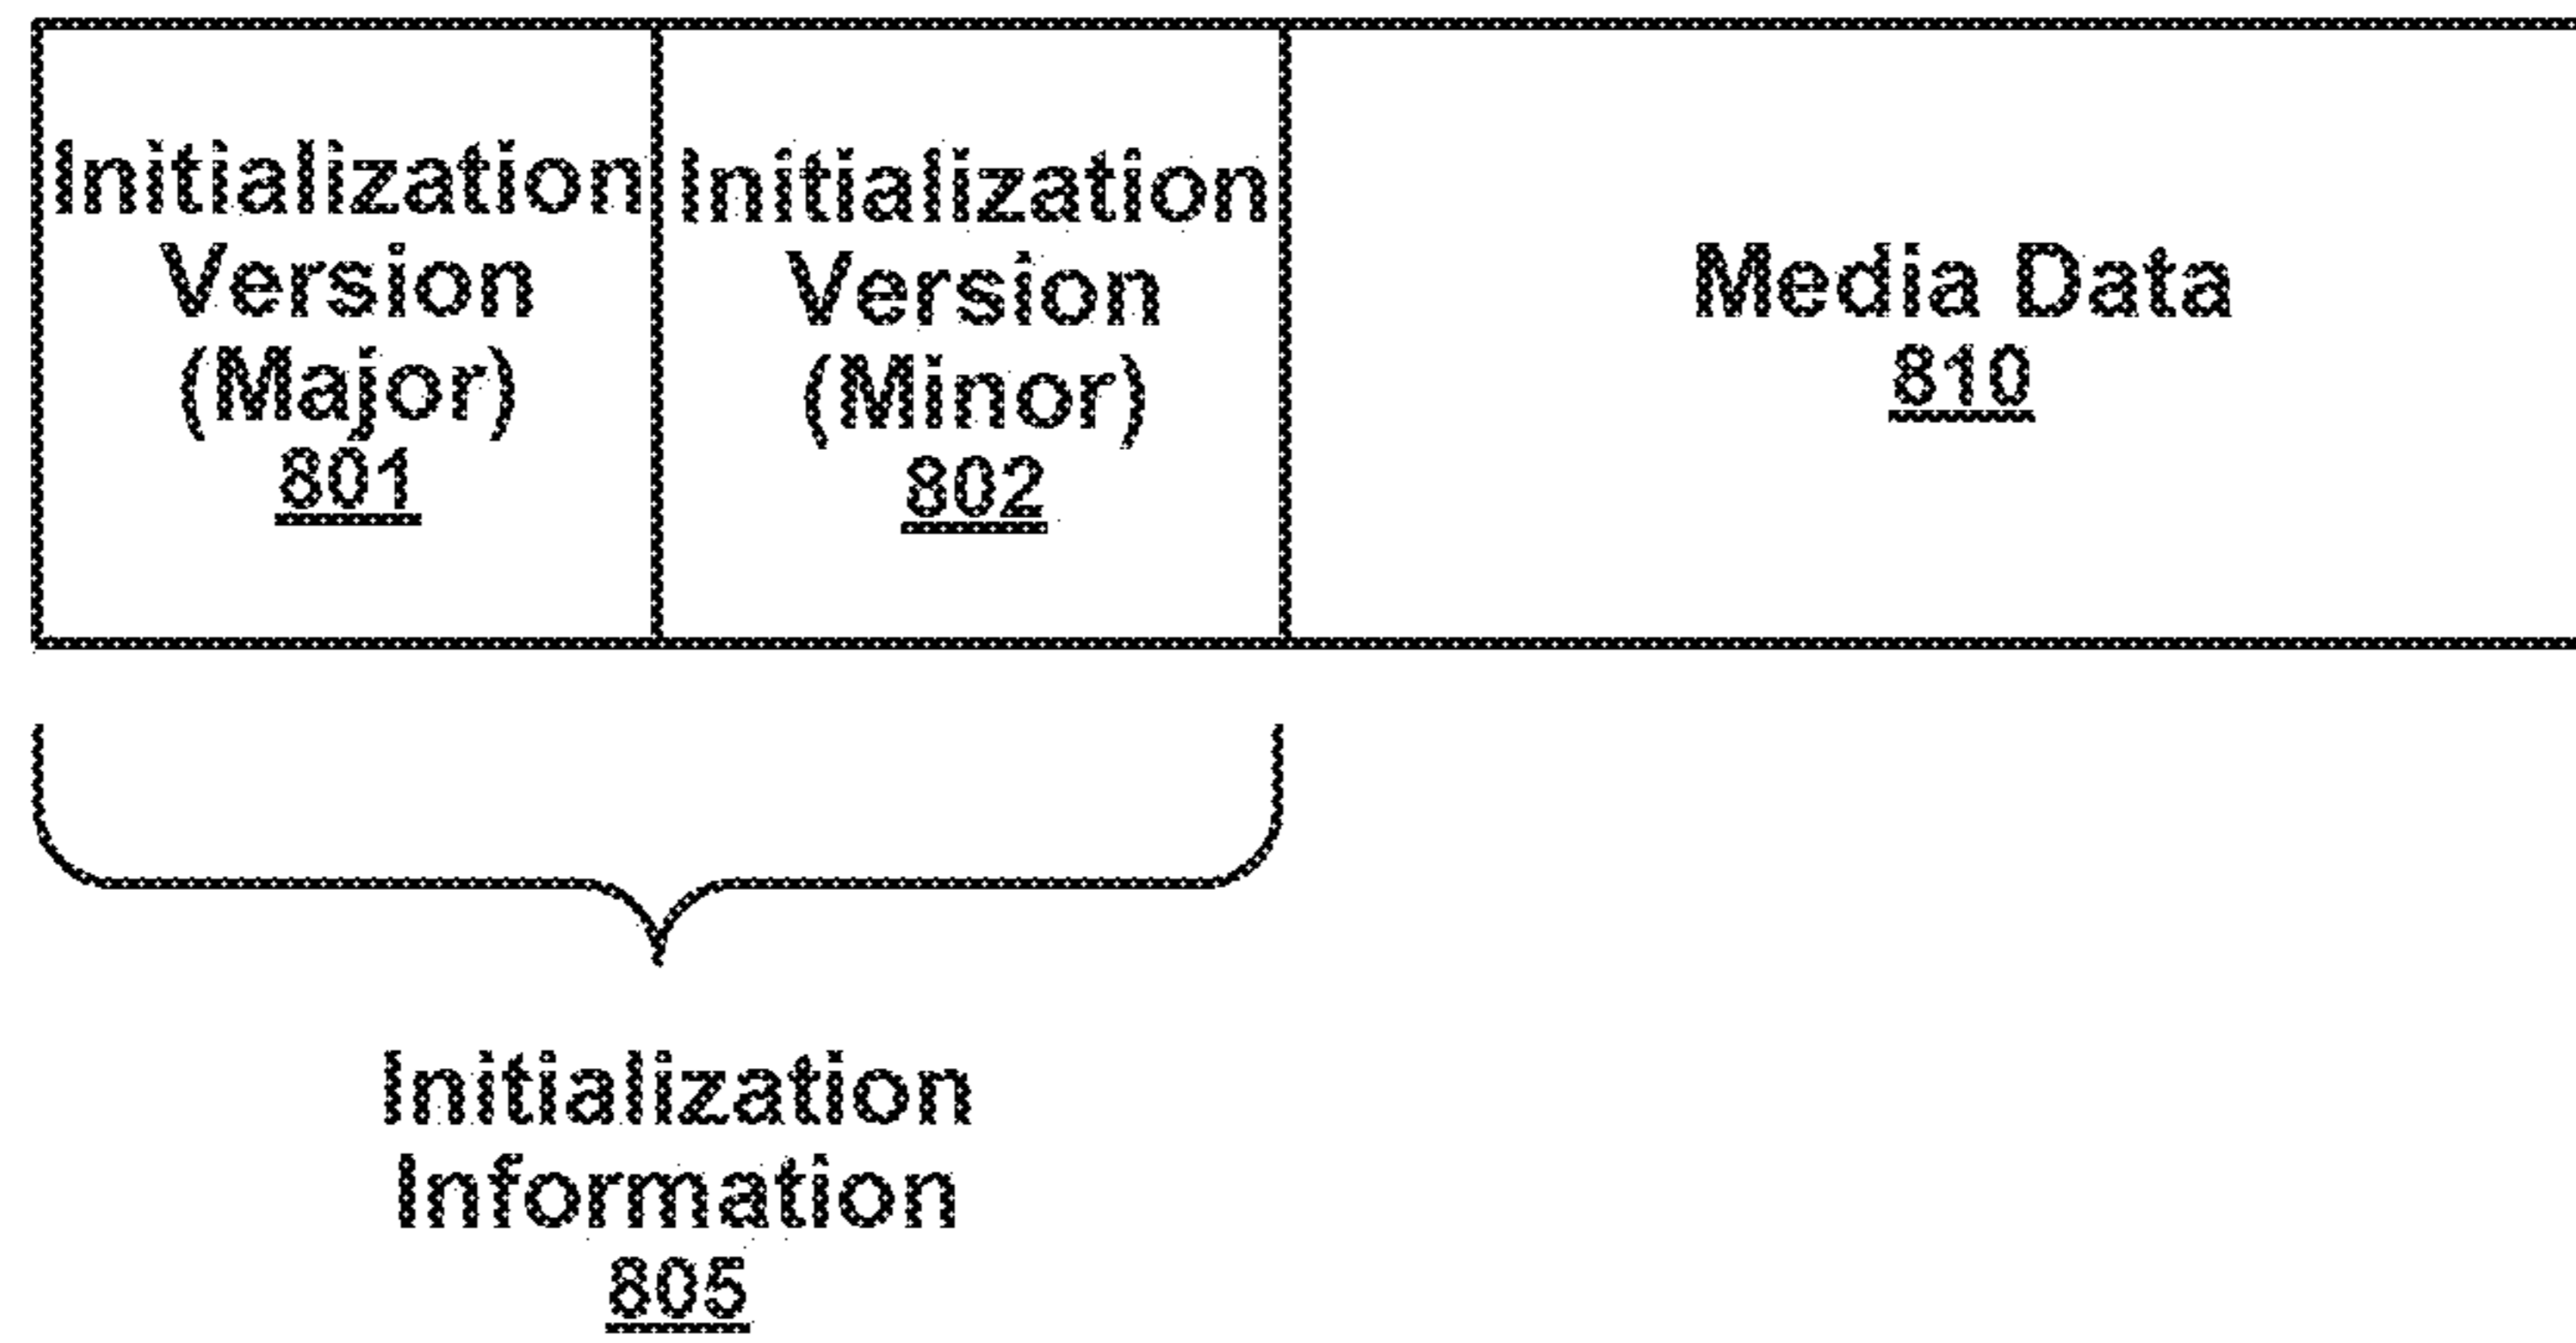 Initialization
Version
(Major)
801
Initialization
Version
(Minor)
802
Media Data
810
Initialization
Information
805